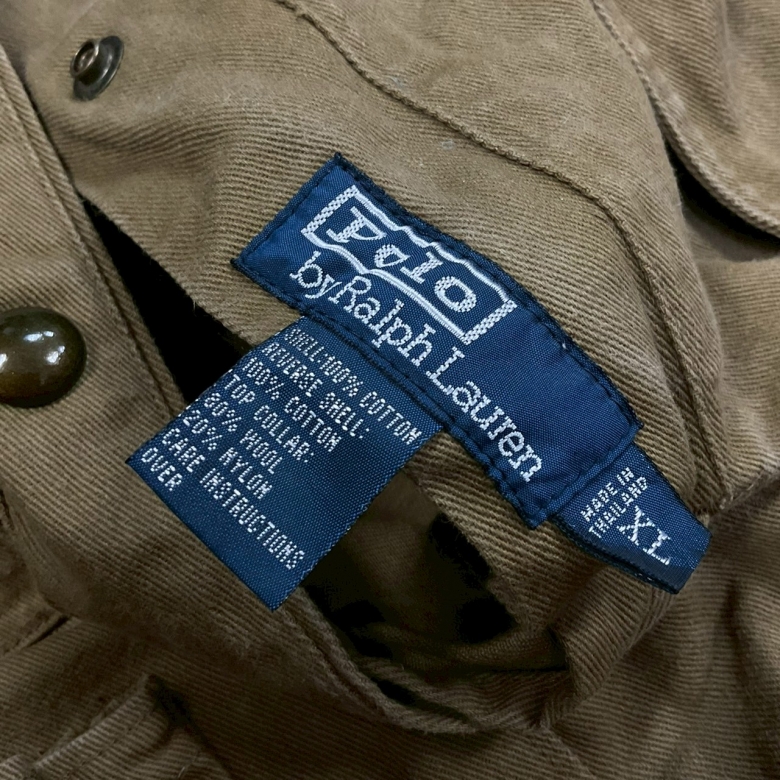 Polo
by Ralph Lauren
SHELL:100% COTTON
REVERSE SHELL:
100% COTTON
TOP COLLAR:
80% WOOL
20% NYLON
CARE INSTRUCTIONS
OVER
MADE IN
THAILAND
XL